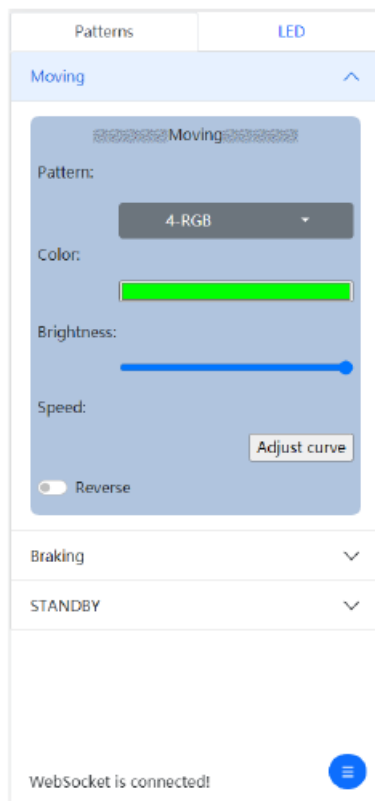 Patterns
LED
Moving
Moving
Pattern:
4-RGB
Color:
Brightness:
Speed:
Adjust curve
Reverse
Braking
STANDBY
WebSocket is connected!